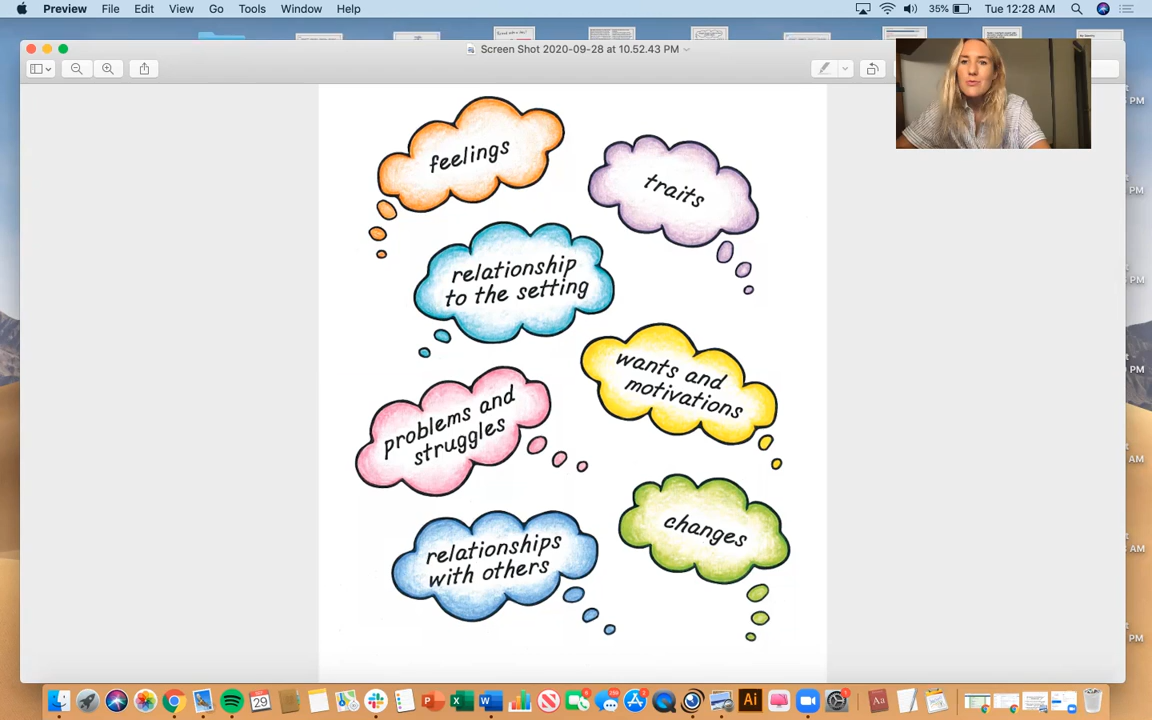 Preview File Edit View Go Tools Window Help
35% Tue 12:28 AM
Screen Shot 2020-09-28 at 10.52.43 PM
feelings
traits
relationship
to the setting
wants and
motivations
problems and
struggles
changes
relationships
with others